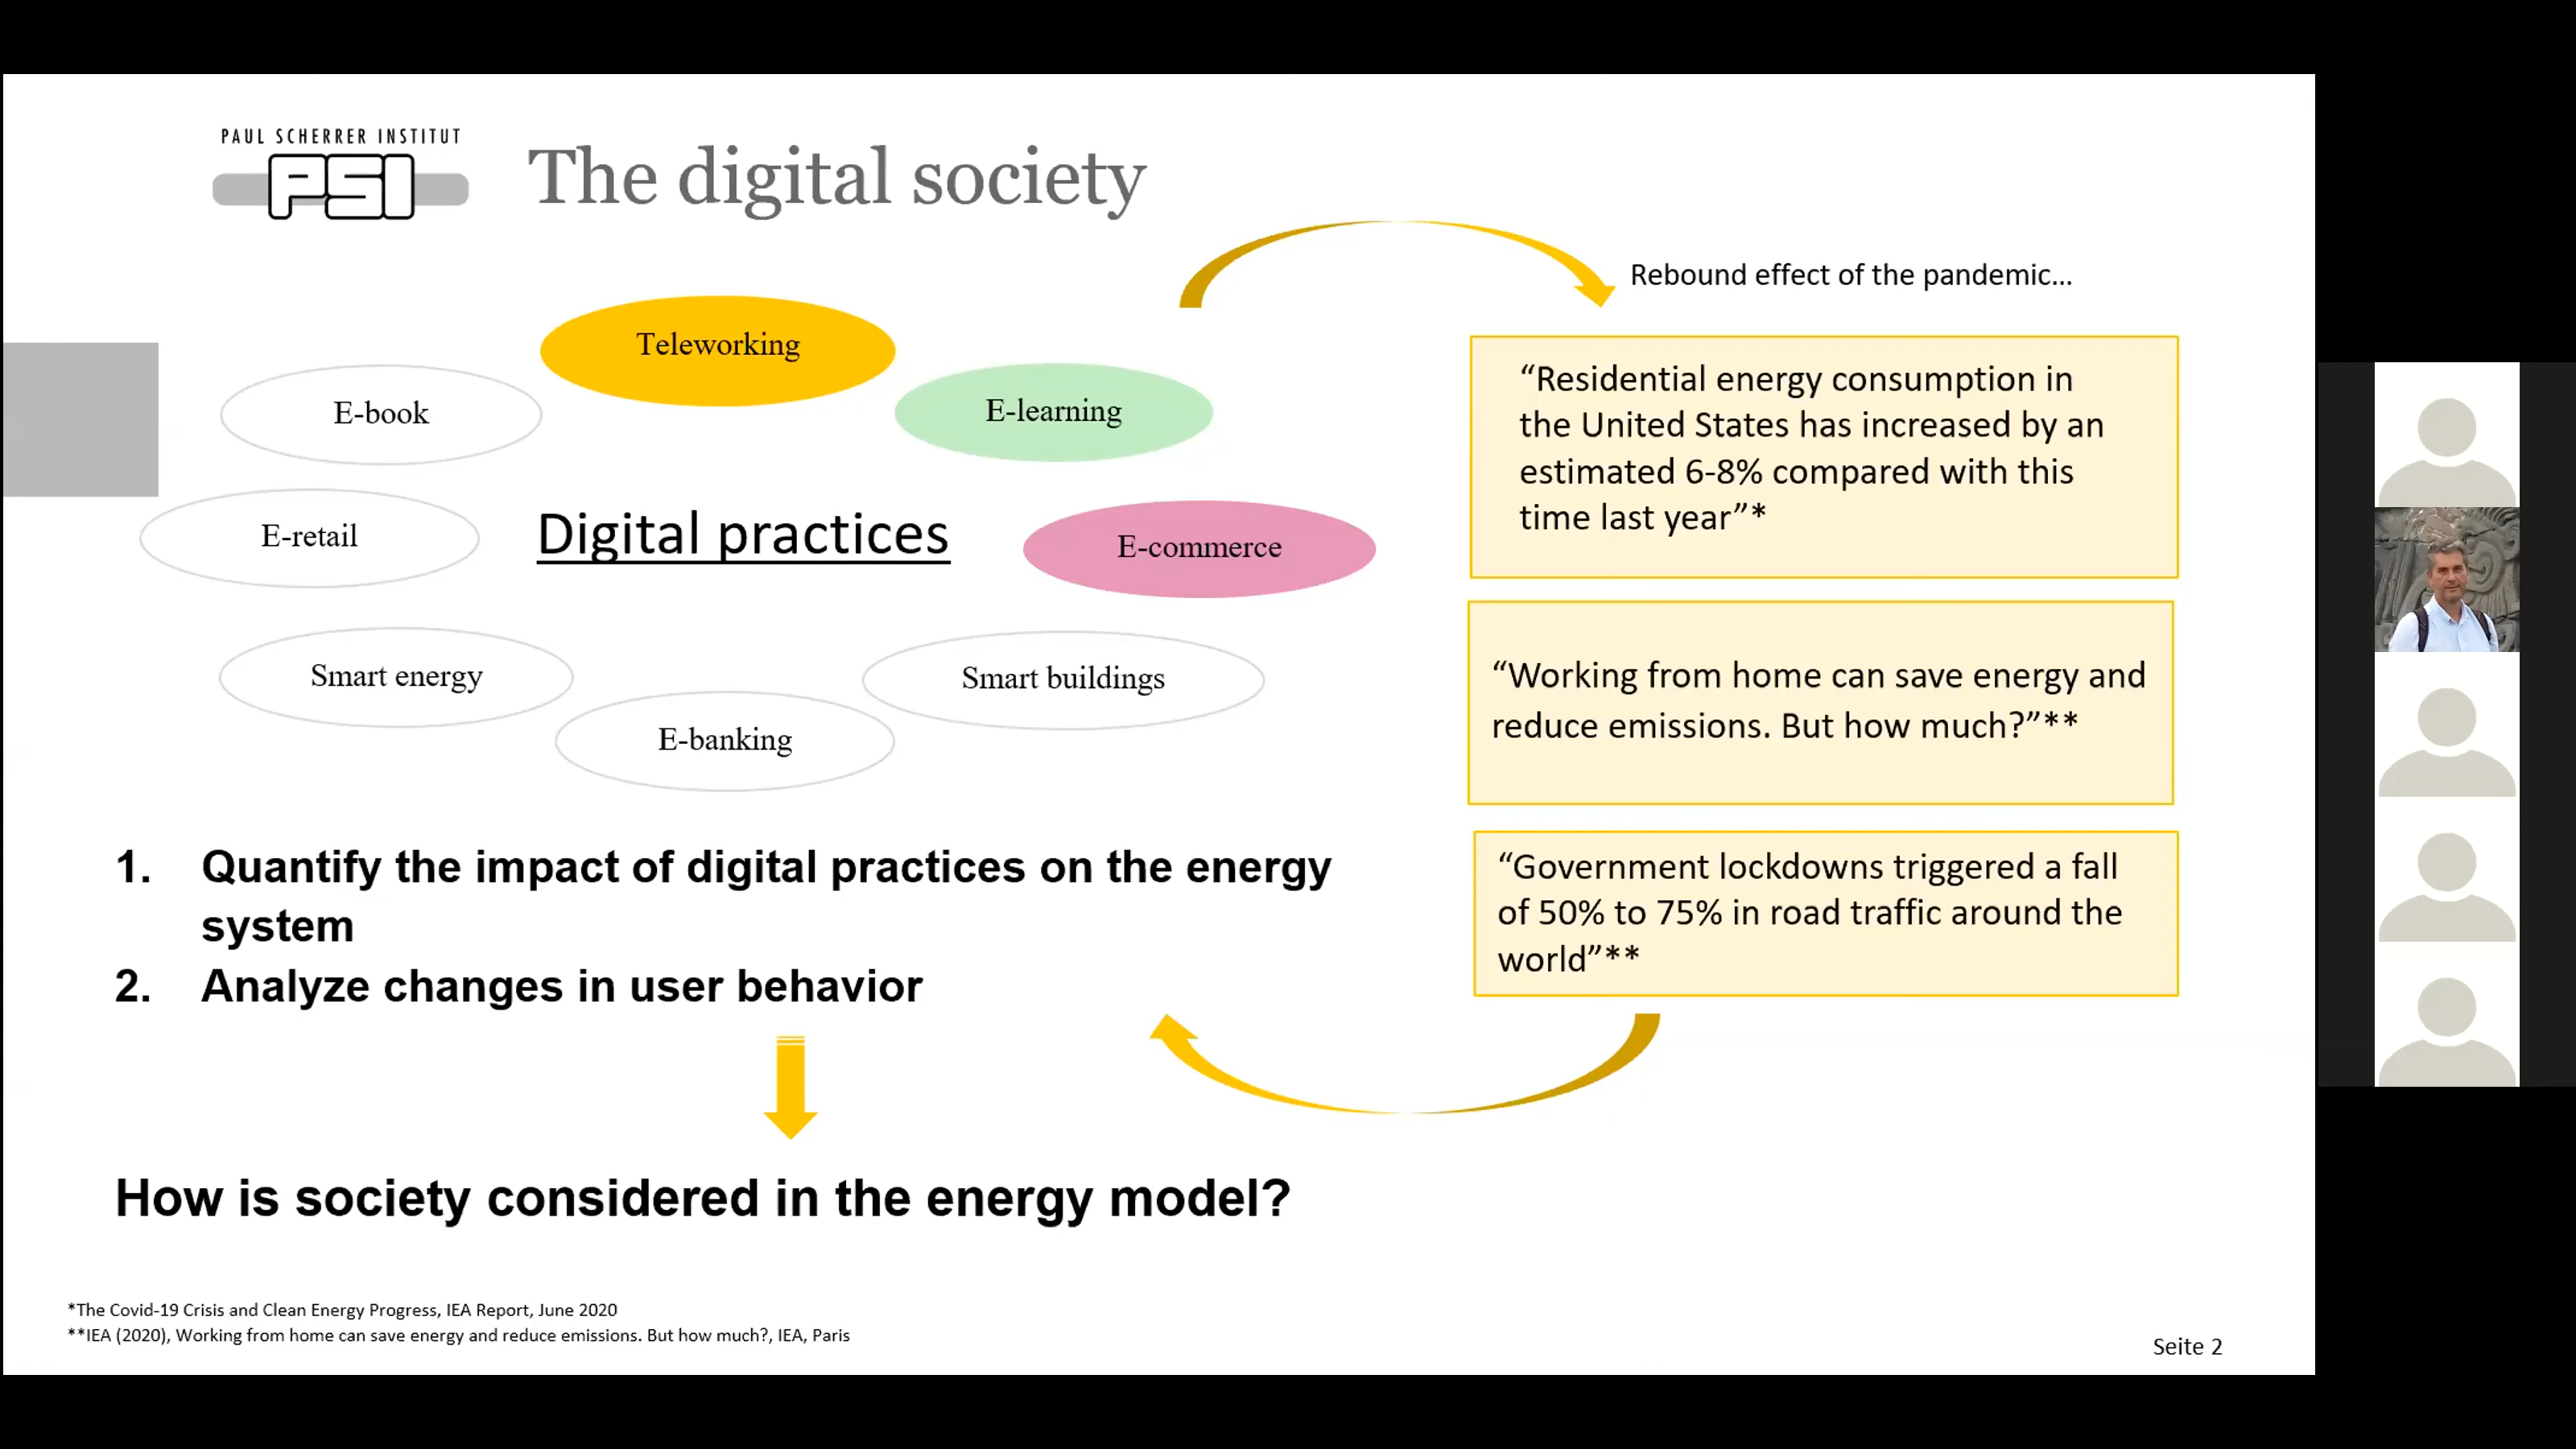 PAUL SCHERRER INSTITUT
PSI
The digital society
Rebound effect of the pandemic...
Teleworking
E-book
E-learning
E-retail
Digital practices
E-commerce
Smart energy
Smart buildings
E-banking
“Residential energy consumption in
the United States has increased by an
estimated 6-8% compared with this
time last year”*
“Working from home can save energy and
reduce emissions. But how much?”**
“Government lockdowns triggered a fall
of 50% to 75% in road traffic around the
world”**
1. Quantify the impact of digital practices on the energy
system
2. Analyze changes in user behavior
How is society considered in the energy model?
*The Covid-19 Crisis and Clean Energy Progress, IEA Report, June 2020
**IEA (2020), Working from home can save energy and reduce emissions. But how much?, IEA, Paris
Seite 2